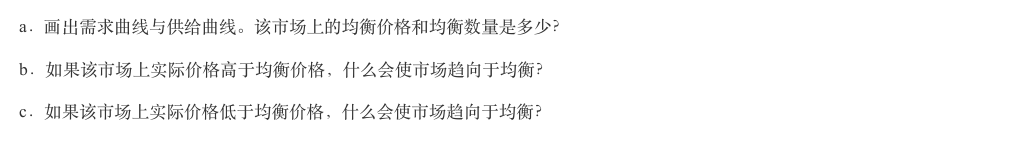 a．画出需求曲线与供给曲线。该市场上的均衡价格和均衡数量是多少？
b．如果该市场上实际价格高于均衡价格，什么会使市场趋向于均衡？
c．如果该市场上实际价格低于均衡价格，什么会使市场趋向于均衡？